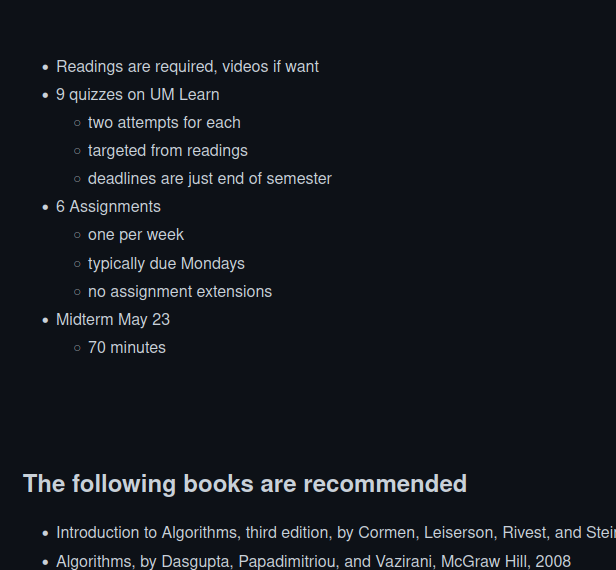 Readings are required, videos if want
9 quizzes on UM Learn
two attempts for each
targeted from readings
deadlines are just end of semester
6 Assignments
one per week
typically due Mondays
no assignment extensions
Midterm May 23
70 minutes
The following books are recommended
Introduction to Algorithms, third edition, by Cormen, Leiserson, Rivest, and
Algorithms, by Dasgupta, Papadimitriou, and Vazirani, McGraw Hill, 2008